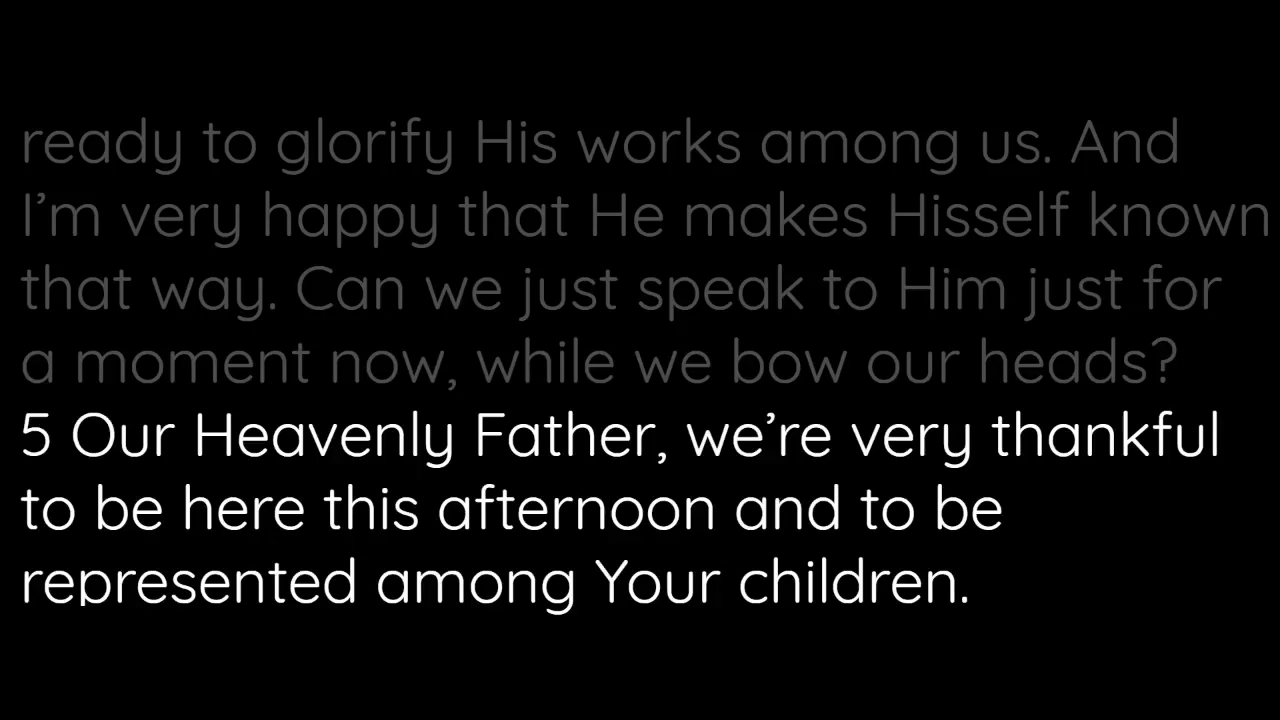 ready to glorify His works among us. And
I’m very happy that He makes Hisself known
that way. Can we just speak to Him just for
a moment now, while we bow our heads?
5 Our Heavenly Father, we’re very thankful
to be here this afternoon and to be
represented among Your children.